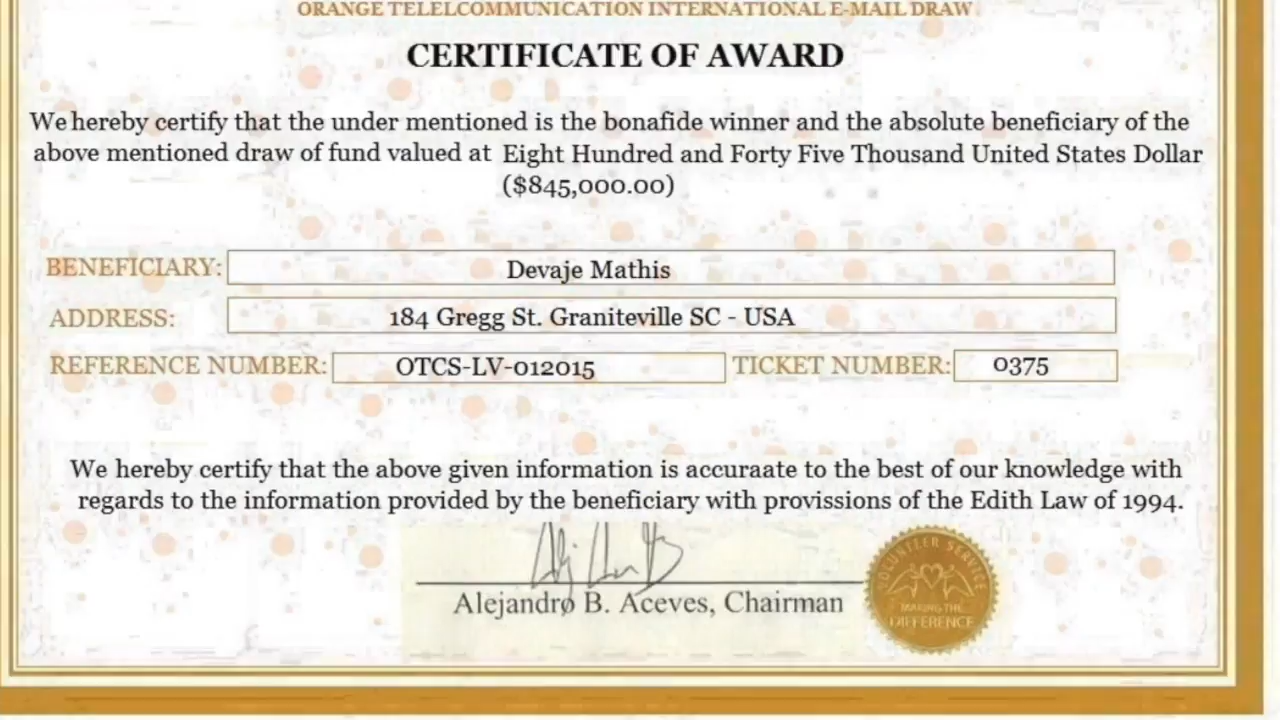 ORANGE TELELCOMMUNICATION INTERNATIONAL E-MAIL DRAW
CERTIFICATE OF AWARD
We hereby certify that the under mentioned is the bonafide winner and the absolute beneficiary of the
above mentioned draw of fund valued at Eight Hundred and Forty Five Thousand United States Dollar
($845,000.00)
BENEFICIARY: Devaje Mathis
ADDRESS: 184 Gregg St. Graniteville SC - USA
REFERENCE NUMBER: OTCS-LV-012015 TICKET NUMBER: 0375
We hereby certify that the above given information is accuraate to the best of our knowledge with
regards to the information provided by the beneficiary with provissions of the Edith Law of 1994.
Alejandro B. Aceves, Chairman
VOLUNTEER SERVICE
MAKING THE
DIFFERENCE